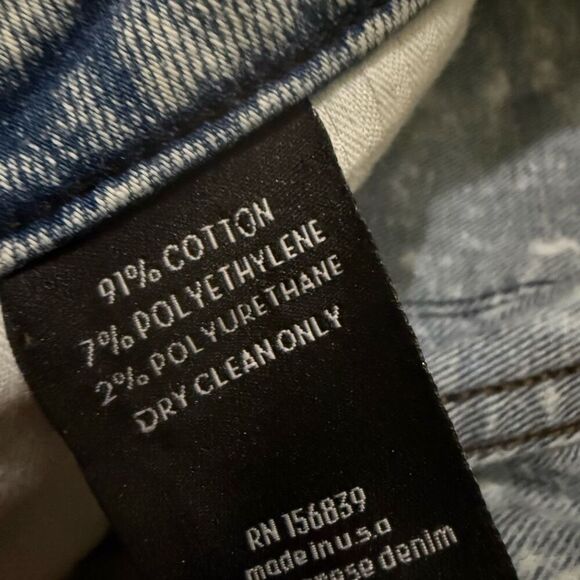 91% COTTON
7% POLYETHYLENE
2% POLYURETHANE
DRY CLEAN ONLY
RN 156839
made in u.s.a
denim